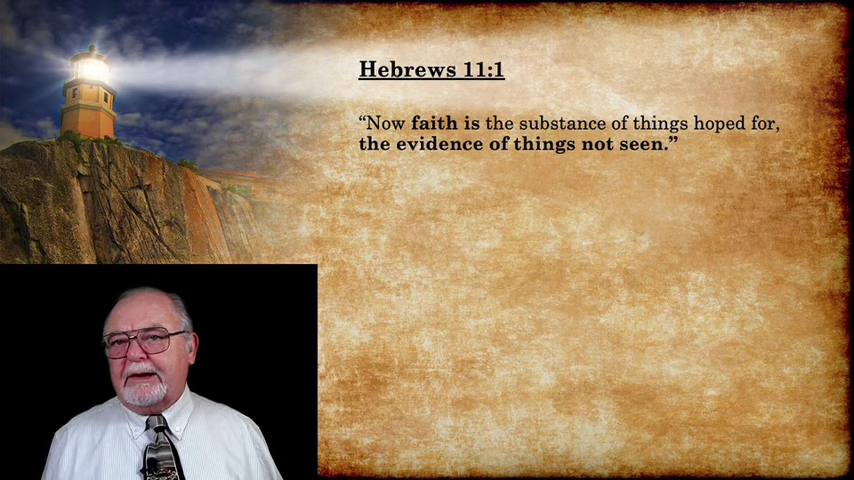 Hebrews 11:1
“Now faith is the substance of things hoped for,
the evidence of things not seen.”